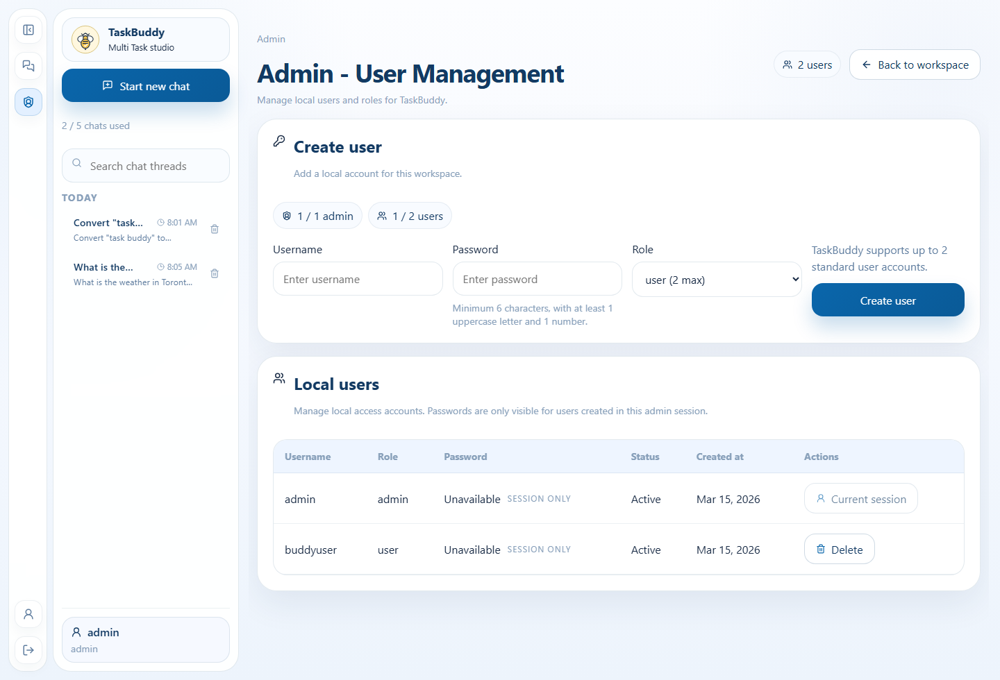 TaskBuddy
Multi Task studio
Start new chat
2 / 5 chats used
Search chat threads
TODAY
Convert "task... 8:01 AM
Convert "task buddy" to...
What is the... 8:05 AM
What is the weather in Toront...
admin
admin
Admin
Admin - User Management
Manage local users and roles for TaskBuddy.
2 users
Back to workspace
Create user
Add a local account for this workspace.
1 / 1 admin 1 / 2 users
Username Password Role
Enter username Enter password user (2 max)
Minimum 6 characters, with at least 1
uppercase letter and 1 number.
TaskBuddy supports up to 2
standard user accounts.
Create user
Local users
Manage local access accounts. Passwords are only visible for users created in this admin session.
Username Role Password Status Created at Actions
admin admin Unavailable SESSION ONLY Active Mar 15, 2026 Current session
buddyuser user Unavailable SESSION ONLY Active Mar 15, 2026 Delete